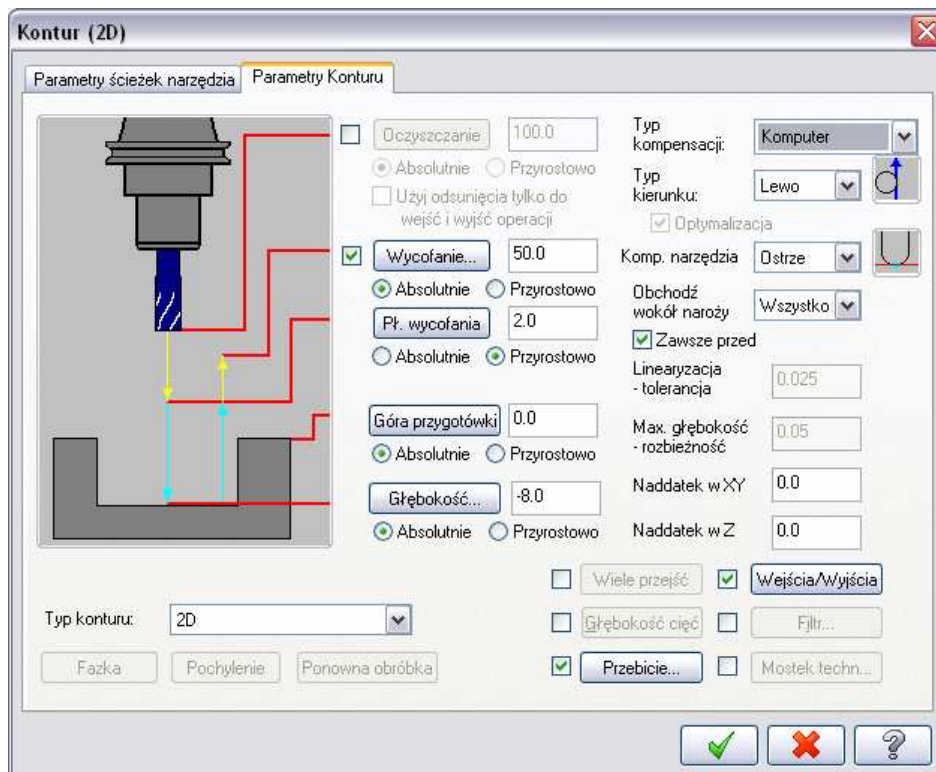 Kontur (2D)
Parametry ścieżek narzędzia
Parametry Konturu
Oczyszczanie
100.0
Absolutnie
Przyrostowo
Użyj odsunięcia tylko do
wejść i wyjść operacji
Wycofanie...
50.0
Absolutnie
Przyrostowo
Pł. wycofania
2.0
Absolutnie
Przyrostowo
Góra przygotówki
0.0
Absolutnie
Przyrostowo
Głębokość...
-8.0
Absolutnie
Przyrostowo
Typ
kompensacji:
Komputer
Typ
kierunku:
Lewo
Optymalizacja
Komp. narzędzia
Ostrze
Obchodź
wokół naroży
Wszystko
Zawsze przed
Linearyzacja
- tolerancja
0.025
Max. głębokość
- rozbieżność
0.05
Naddatek w XY
0.0
Naddatek w Z
0.0
Typ konturu:
2D
Fazka
Pochylenie
Ponowna obróbka
Wiele przejść
Wejścia/Wyjścia
Głębokość cięć
Filtr...
Przebicie...
Mostek techn...